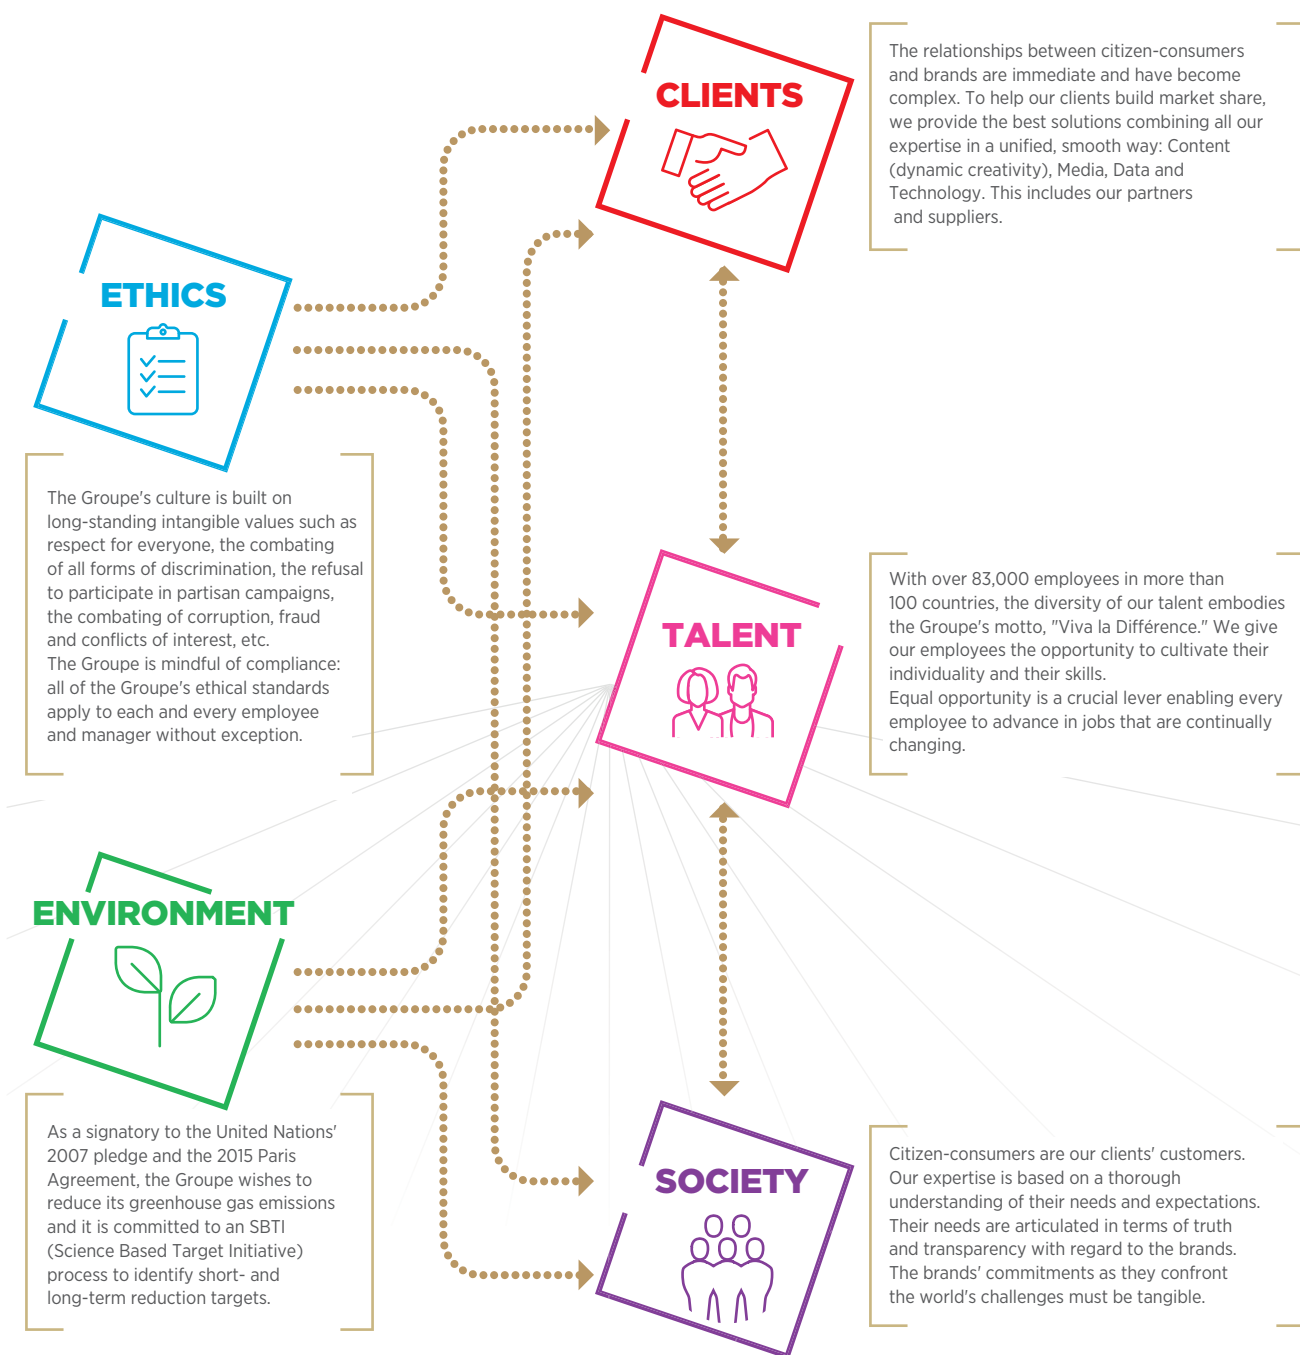 CLIENTS
The relationships between citizen-consumers
and brands are immediate and have become
complex. To help our clients build market share,
we provide the best solutions combining all our
expertise in a unified, smooth way: Content
(dynamic creativity), Media, Data and
Technology. This includes our partners
and suppliers.
ETHICS
The Groupe's culture is built on
long-standing intangible values such as
respect for everyone, the combating
of all forms of discrimination, the refusal
to participate in partisan campaigns,
the combating of corruption, fraud
and conflicts of interest, etc.
The Groupe is mindful of compliance:
all of the Groupe's ethical standards
apply to each and every employee
and manager without exception.
TALENT
With over 83,000 employees in more than
100 countries, the diversity of our talent embodies
the Groupe's motto, "Viva la Différence." We give
our employees the opportunity to cultivate their
individuality and their skills.
Equal opportunity is a crucial lever enabling every
employee to advance in jobs that are continually
changing.
ENVIRONMENT
As a signatory to the United Nations'
2007 pledge and the 2015 Paris
Agreement, the Groupe wishes to
reduce its greenhouse gas emissions
and it is committed to an SBTI
(Science Based Target Initiative)
process to identify short- and
long-term reduction targets.
SOCIETY
Citizen-consumers are our clients' customers.
Our expertise is based on a thorough
understanding of their needs and expectations.
Their needs are articulated in terms of truth
and transparency with regard to the brands.
The brands' commitments as they confront
the world's challenges must be tangible.